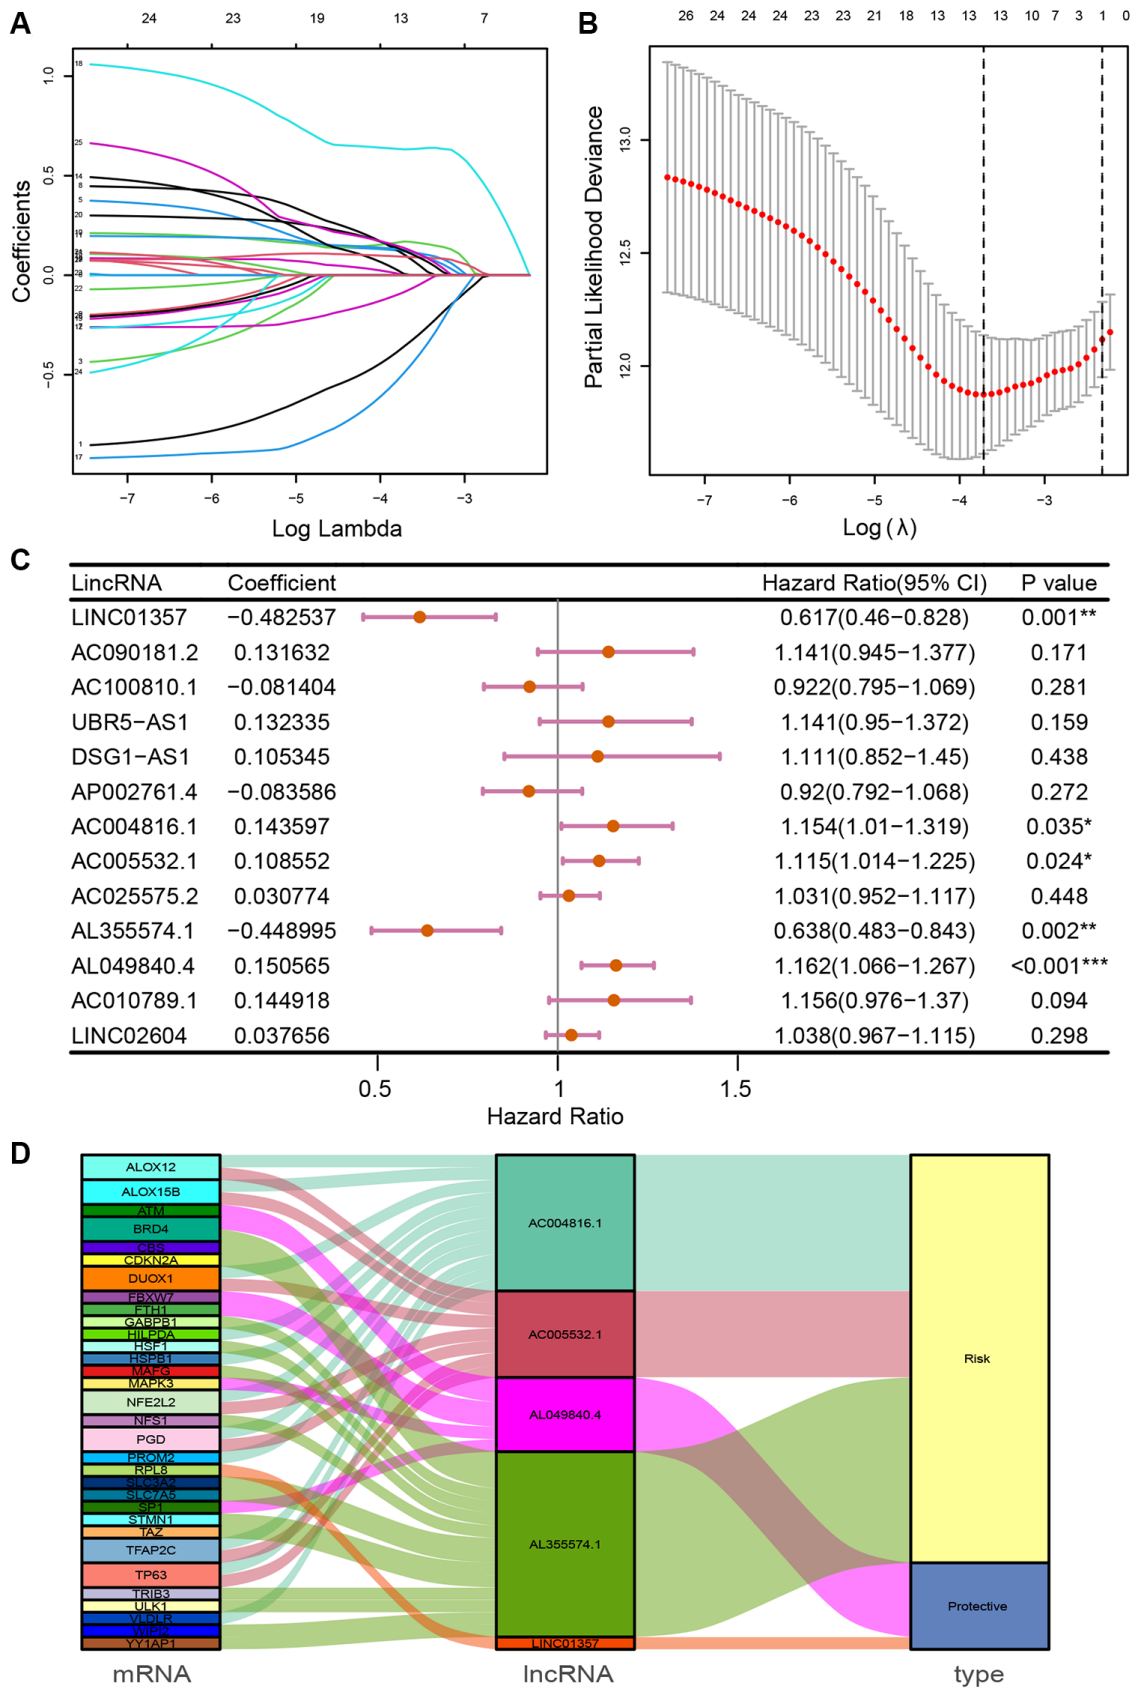 A
24 23 19 13 7
1.0
0.5
0.0
−0.5
Coefficients
18
25
14
8
5
20
22
3
24
1
17
−7 −6 −5 −4 −3
Log Lambda
B
26 24 24 24 23 23 21 18 13 13 13 10 7 3 1 0
13.0
12.5
12.0
Partial Likelihood Deviance
−7 −6 −5 −4 −3
Log (λ)
C
LincRNA Coefficient Hazard Ratio(95% CI) P value
LINC01357 −0.482537 0.617(0.46−0.828) 0.001**
AC090181.2 0.131632 1.141(0.945−1.377) 0.171
AC100810.1 −0.081404 0.922(0.795−1.069) 0.281
UBR5−AS1 0.132335 1.141(0.95−1.372) 0.159
DSG1−AS1 0.105345 1.111(0.852−1.45) 0.438
AP002761.4 −0.083586 0.92(0.792−1.068) 0.272
AC004816.1 0.143597 1.154(1.01−1.319) 0.035*
AC005532.1 0.108552 1.115(1.014−1.225) 0.024*
AC025575.2 0.030774 1.031(0.952−1.117) 0.448
AL355574.1 −0.448995 0.638(0.483−0.843) 0.002**
AL049840.4 0.150565 1.162(1.066−1.267) <0.001***
AC010789.1 0.144918 1.156(0.976−1.37) 0.094
LINC02604 0.037656 1.038(0.967−1.115) 0.298
0.5 1 1.5
Hazard Ratio
D
ALOX12
ALOX15B
ATM
BRD4
CBS
CDKN2A
DUOX1
FBXW7
FTH1
GABPB1
HILPDA
HSF1
HSPB1
MAFG
MAPK3
NFE2L2
NFS1
PGD
PROM2
RPL8
SLC3A2
SLC7A5
SP1
STMN1
TAZ
TFAP2C
TP63
TRIB3
ULK1
VLDLR
WIPI2
YY1AP1
AC004816.1
AC005532.1
AL049840.4
AL355574.1
LINC01357
Risk
Protective
mRNA lncRNA type